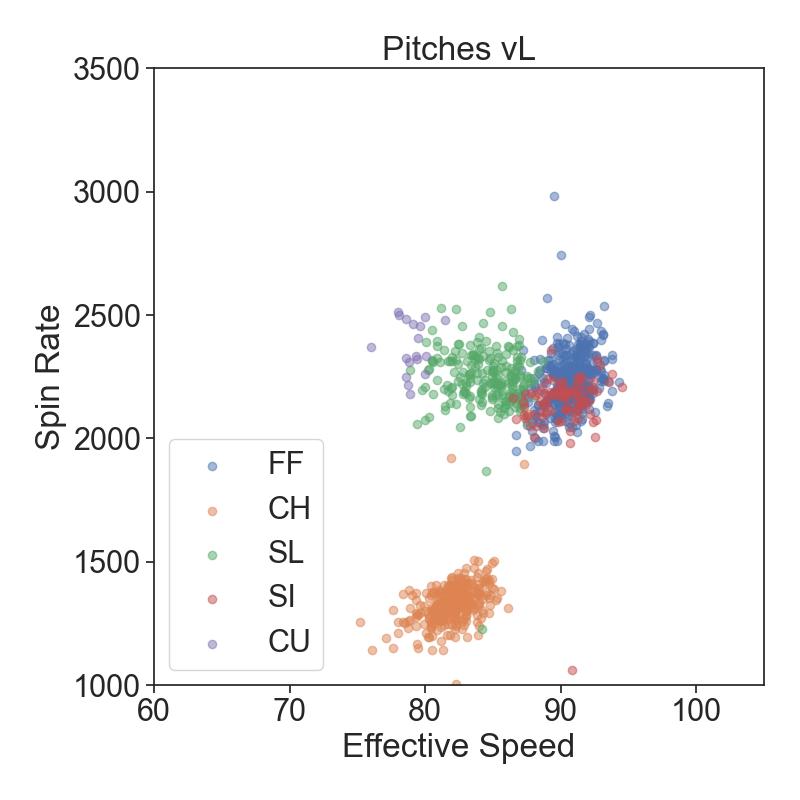 Pitches vL
3500
3000
2500
2000
1500
1000
Spin Rate
FF
CH
SL
SI
CU
60 70 80 90 100
Effective Speed